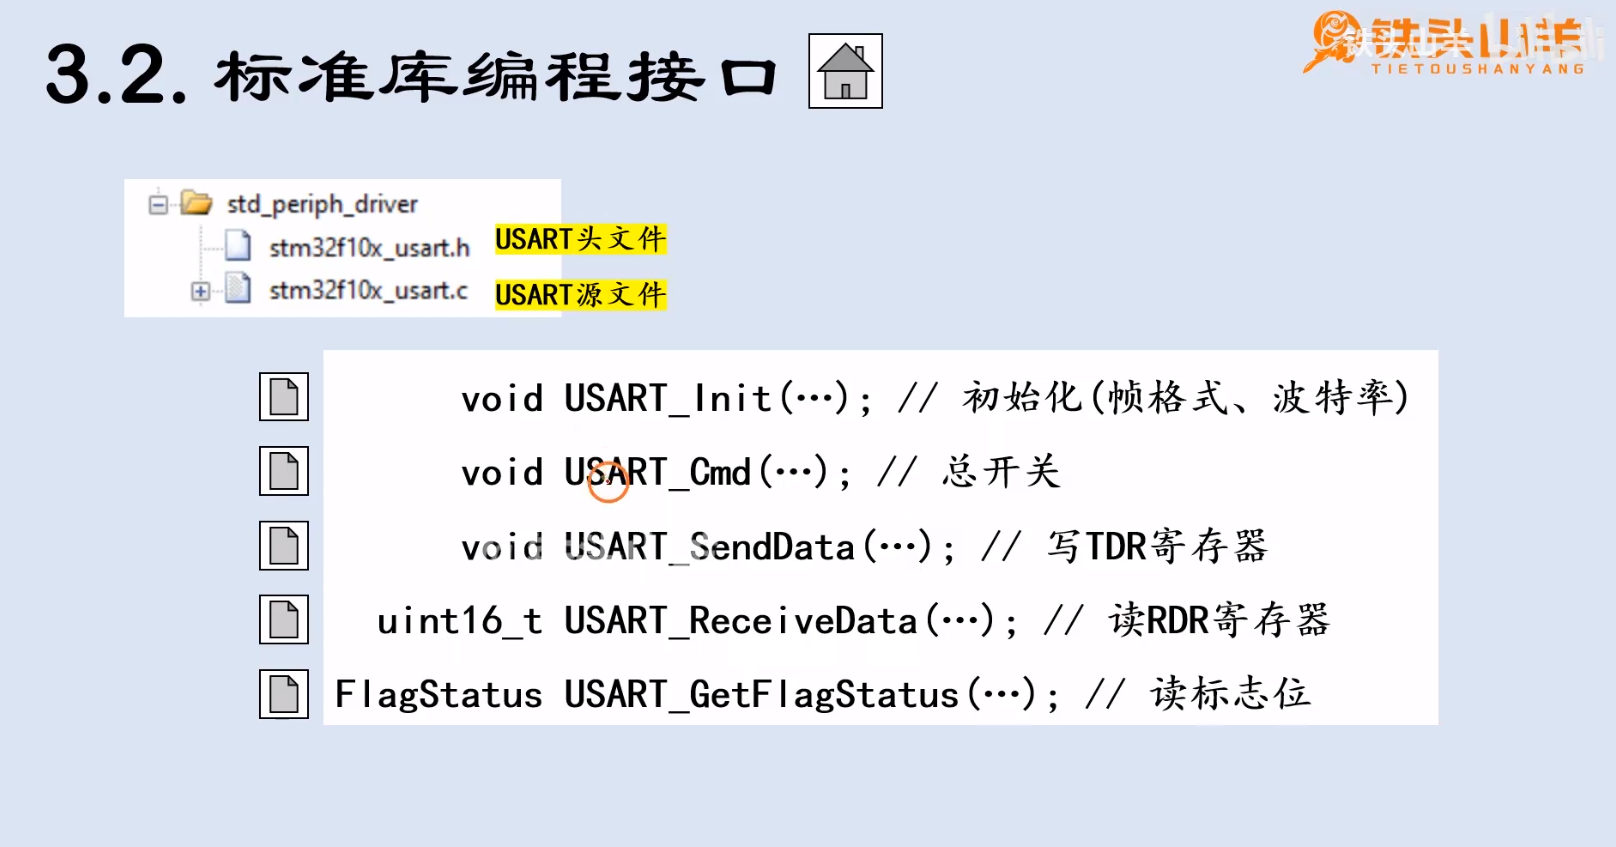 3.2. 标准库编程接口
铁头山羊
TIETOUSHANYANG
std_periph_driver
stm32f10x_usart.h USART头文件
stm32f10x_usart.c USART源文件
void USART_Init(…); // 初始化(帧格式、波特率)
void USART_Cmd(…); // 总开关
void USART_SendData(…); // 写TDR寄存器
uint16_t USART_ReceiveData(…); // 读RDR寄存器
FlagStatus USART_GetFlagStatus(…); // 读标志位